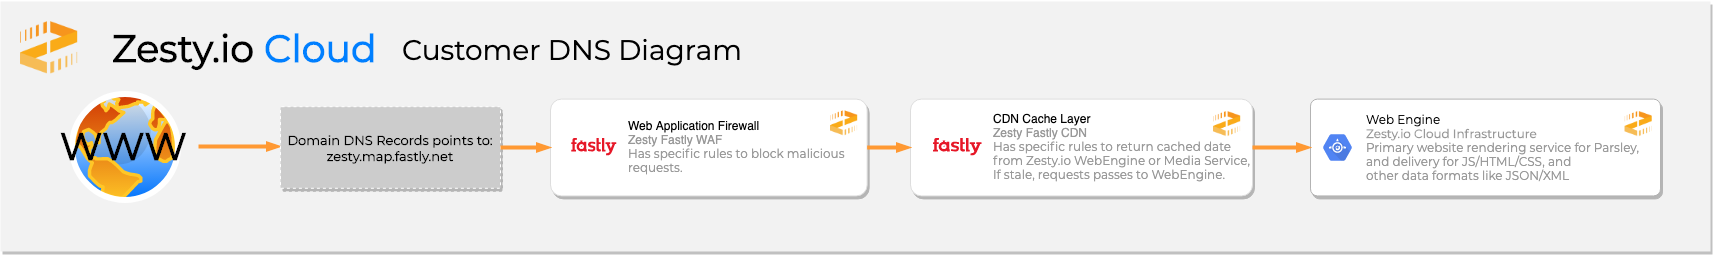 Zesty.io Cloud Customer DNS Diagram
WWW
Domain DNS Records points to:
zesty.map.fastly.net
fastly
Web Application Firewall
Zesty Fastly WAF
Has specific rules to block malicious
requests.
fastly
CDN Cache Layer
Zesty Fastly CDN
Has specific rules to return cached date
from Zesty.io WebEngine or Media Service,
If stale, requests passes to WebEngine.
Web Engine
Zesty.io Cloud Infrastructure
Primary website rendering service for Parsley,
and delivery for JS/HTML/CSS, and
other data formats like JSON/XML